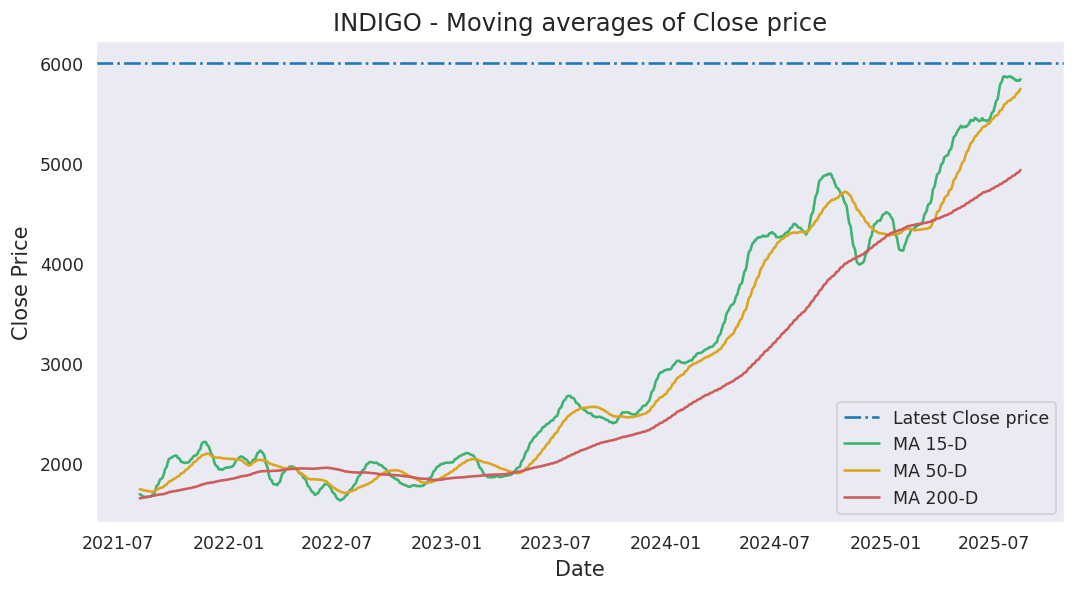 INDIGO - Moving averages of Close price
Close Price
6000
5000
4000
3000
2000
Latest Close price
MA 15-D
MA 50-D
MA 200-D
2021-07 2022-01 2022-07 2023-01 2023-07 2024-01 2024-07 2025-01 2025-07
Date